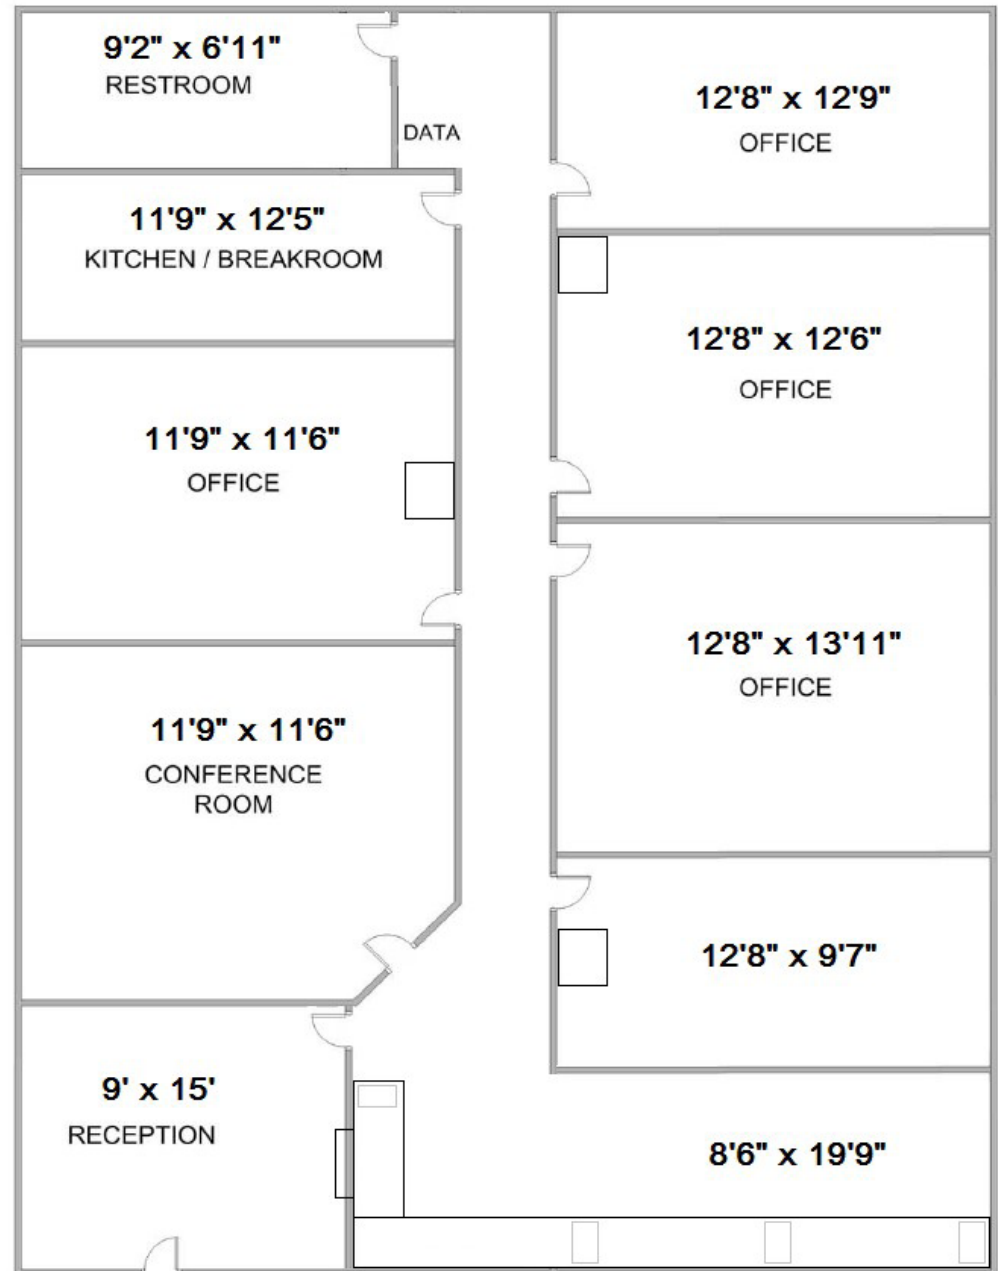 9'2" x 6'11"
RESTROOM
DATA
12'8" x 12'9"
OFFICE
11'9" x 12'5"
KITCHEN / BREAKROOM
12'8" x 12'6"
OFFICE
11'9" x 11'6"
OFFICE
12'8" x 13'11"
OFFICE
11'9" x 11'6"
CONFERENCE
ROOM
12'8" x 9'7"
9' x 15'
RECEPTION
8'6" x 19'9"